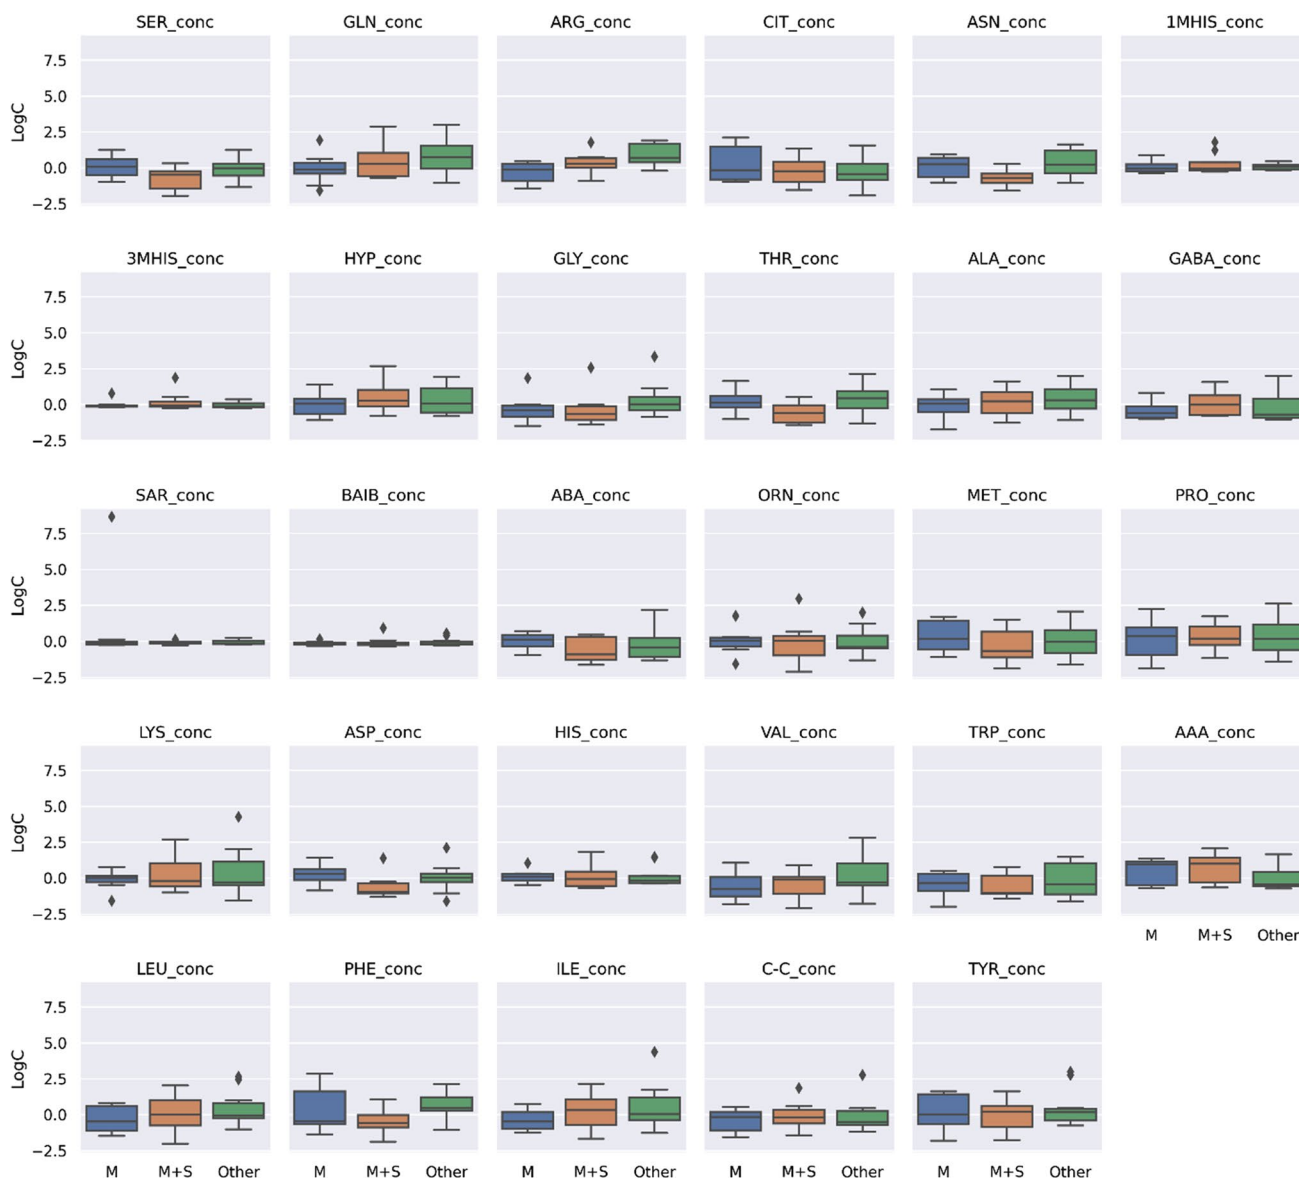 SER_conc GLN_conc ARG_conc CIT_conc ASN_conc 1MHIS_conc
7.5
5.0
2.5
0.0
−2.5
LogC
3MHIS_conc HYP_conc GLY_conc THR_conc ALA_conc GABA_conc
7.5
5.0
2.5
0.0
−2.5
LogC
SAR_conc BAIB_conc ABA_conc ORN_conc MET_conc PRO_conc
7.5
5.0
2.5
0.0
−2.5
LogC
LYS_conc ASP_conc HIS_conc VAL_conc TRP_conc AAA_conc
7.5
5.0
2.5
0.0
−2.5
LogC
M M+S Other
LEU_conc PHE_conc ILE_conc C-C_conc TYR_conc
7.5
5.0
2.5
0.0
−2.5
LogC
M M+S Other M M+S Other M M+S Other M M+S Other M M+S Other